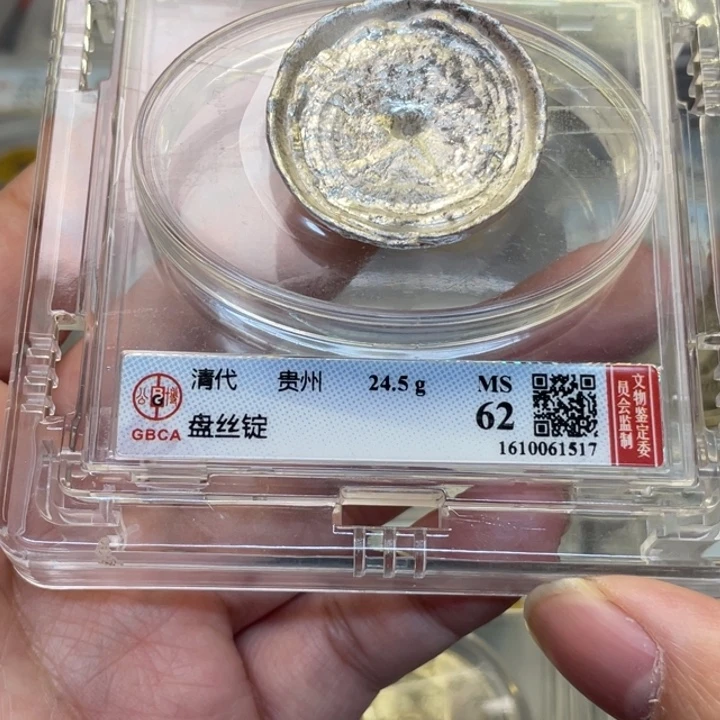 清代 贵州 24.5 g MS
盘丝锭 62
GBCA
1610061517
文物鉴定委
员会监制